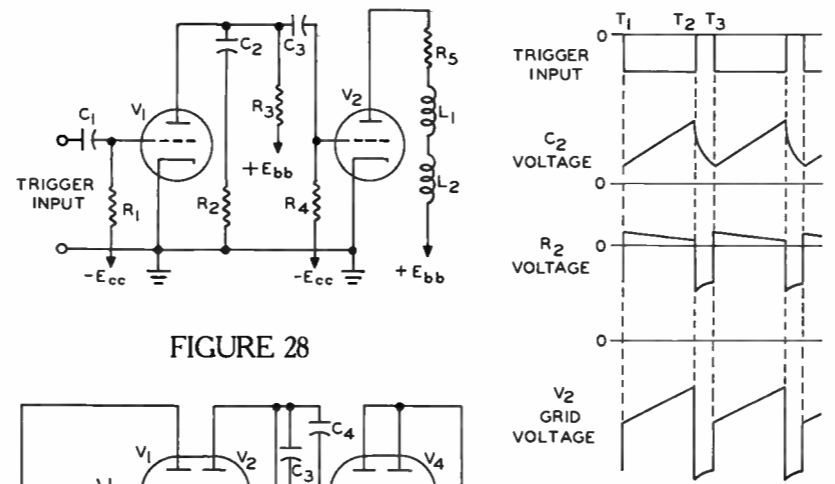 C2
C3
R5
V1
V2
C1
R3
L1
+Ebb
L2
TRIGGER
INPUT
R1
R2
R4
-Ecc
-Ecc
+Ebb
FIGURE 28
V1
V2
C4
C3
V4
T1 T2 T3
0
TRIGGER
INPUT
C2
VOLTAGE
0
R2
0
VOLTAGE
0
V2
GRID
VOLTAGE